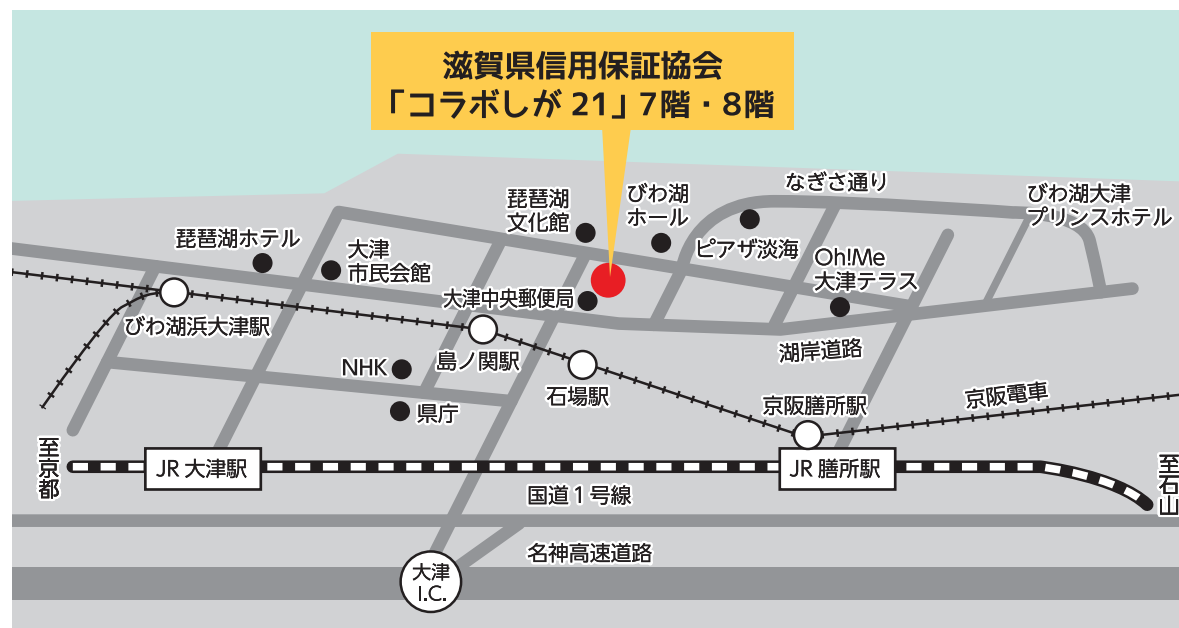 滋賀県信用保証協会
「コラボしが 21」7階・8階
なぎさ通り
琵琶湖
文化館
びわ湖
ホール
びわ湖大津
プリンスホテル
琵琶湖ホテル
大津
市民会館
ピアザ淡海
Oh!Me
大津テラス
大津中央郵便局
びわ湖浜大津駅
島ノ関駅
湖岸道路
NHK
石場駅
県庁
京阪膳所駅
京阪電車
至京都
JR 大津駅
JR 膳所駅
至石山
国道1号線
名神高速道路
大津
I.C.